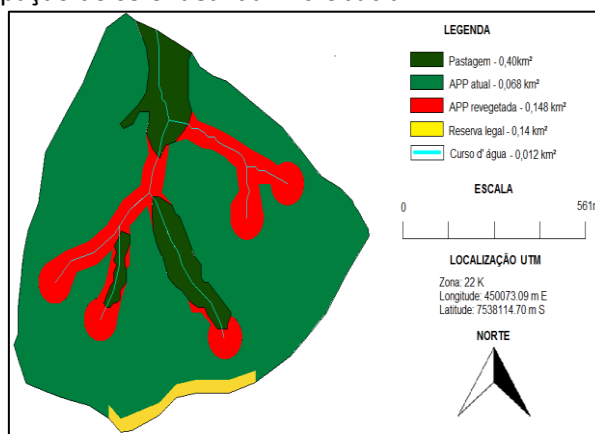 LEGENDA
Pastagem - 0,40km²
APP atual - 0,068 km²
APP revegetada - 0,148 km²
Reserva legal - 0,14 km²
Curso d' água - 0,012 km²
ESCALA
0 561m
LOCALIZAÇÃO UTM
Zona: 22 K
Longitude: 450073.09 m E
Latitude: 7538114.70 m S
NORTE